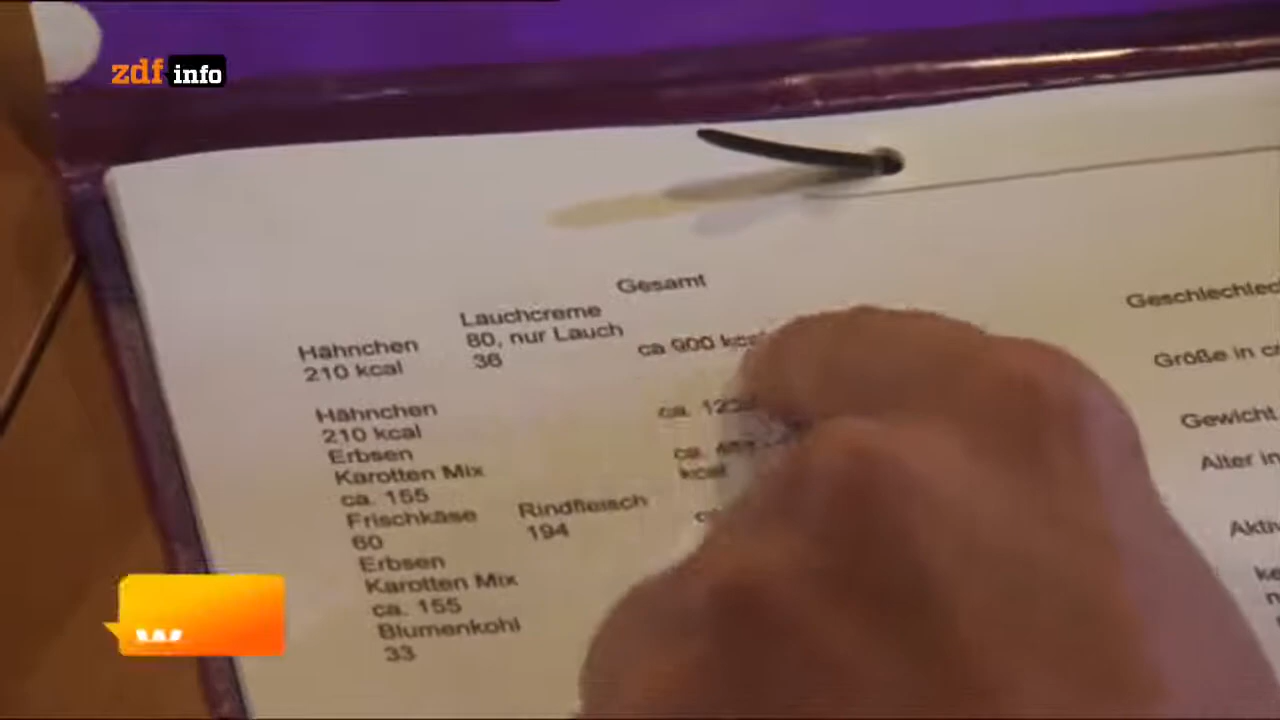 zdf info
Gesamt
Lauchcreme
80, nur Lauch
36
Hähnchen
210 kcal
ca 900
Hähnchen
210 kcal
Erbsen
Karotten Mix
ca. 155
Frischkäse
60
Erbsen
Karotten Mix
ca. 155
Blumenkohl
33
Rindfleisch
194
ca.
ca.
kcal
Größe in
Gewicht
Alter in
w